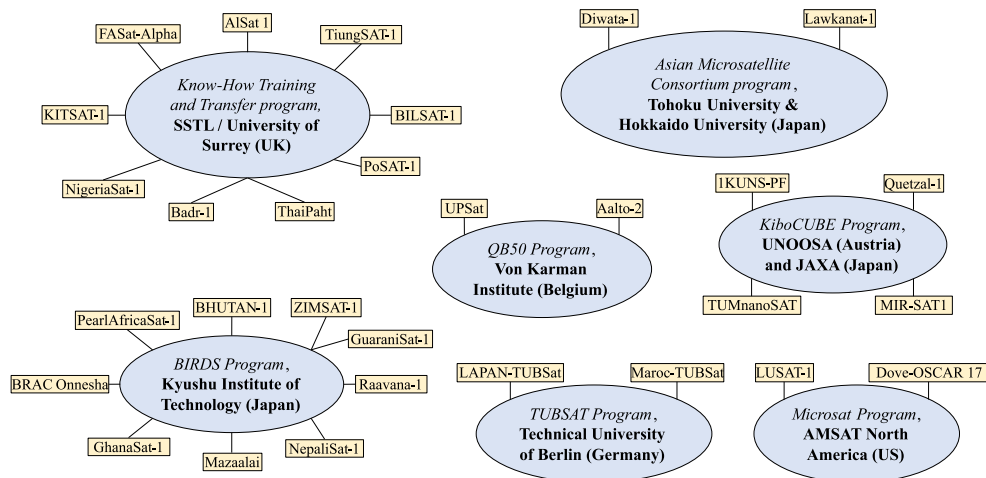 AlSat 1
FASat-Alpha
TiungSAT-1
KITSAT-1
Know-How Training
and Transfer program,
SSTL / University of
Surrey (UK)
BILSAT-1
PoSAT-1
NigeriaSat-1
Badr-1
ThaiPaht
Diwata-1
Lawkanat-1
Asian Microsatellite
Consortium program,
Tohoku University &
Hokkaido University (Japan)
UPSat
Aalto-2
QB50 Program,
Von Karman
Institute (Belgium)
1KUNS-PF
Quetzal-1
KiboCUBE Program,
UNOOSA (Austria)
and JAXA (Japan)
TUMnanoSAT
MIR-SAT1
BHUTAN-1
ZIMSAT-1
PearlAfricaSat-1
GuaraniSat-1
BRAC Onnesha
BIRDS Program,
Kyushu Institute of
Technology (Japan)
Raavana-1
GhanaSat-1
Mazaalai
NepaliSat-1
LAPAN-TUBSat
Maroc-TUBSat
TUBSAT Program,
Technical University
of Berlin (Germany)
LUSAT-1
Dove-OSCAR 17
Microsat Program,
AMSAT North
America (US)